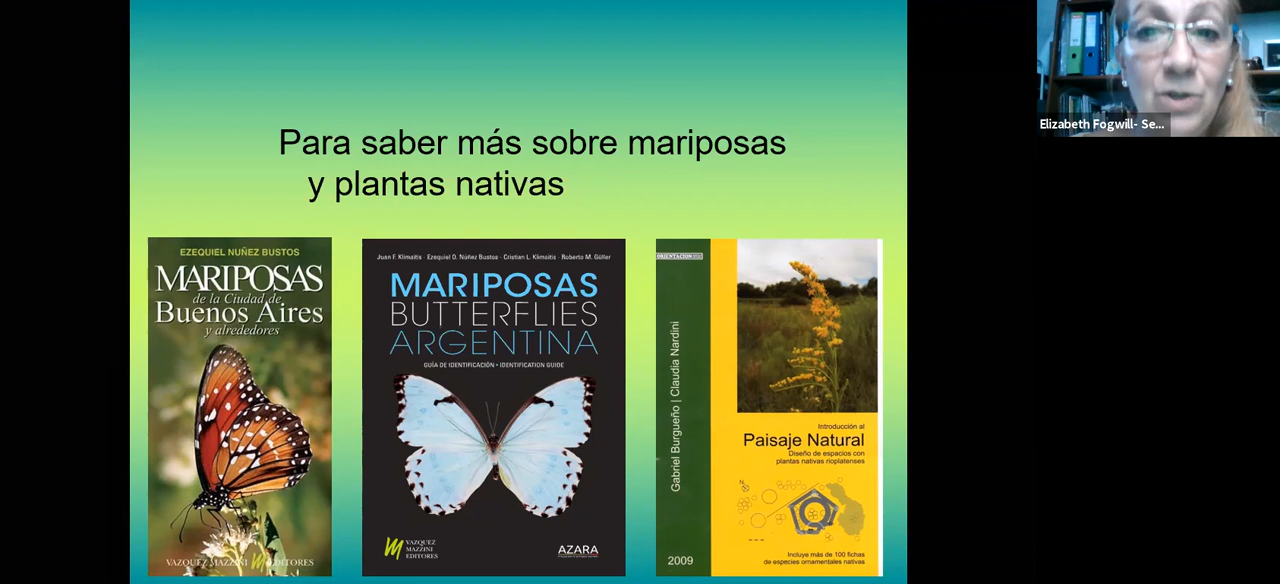 Elizabeth Fogwill- Se...
Para saber más sobre mariposas
y plantas nativas
EZEQUIEL NUÑEZ BUSTOS
MARIPOSAS
de la Ciudad de
Buenos Aires
y alrededores
VAZQUEZ MAZZINI EDITORES
Juan F. Klimaitis · Ezequiel O. Núñez Bustos · Cristian L. Klimaitis · Roberto M. Güller
MARIPOSAS
BUTTERFLIES
ARGENTINA
GUÍA DE IDENTIFICACIÓN • IDENTIFICATION GUIDE
VAZQUEZ
MAZZINI
EDITORES
AZARA
Gabriel Burgueño | Claudia Nardini
2009
Introducción al
Paisaje Natural
Diseño de espacios con
plantas nativas rioplatenses
N
Incluye más de 100 fichas
de especies ornamentales nativas